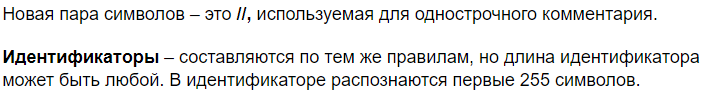 Новая пара символов – это //, используемая для однострочного комментария.
Идентификаторы – составляются по тем же правилам, но длина идентификатора
может быть любой. В идентификаторе распознаются первые 255 символов.